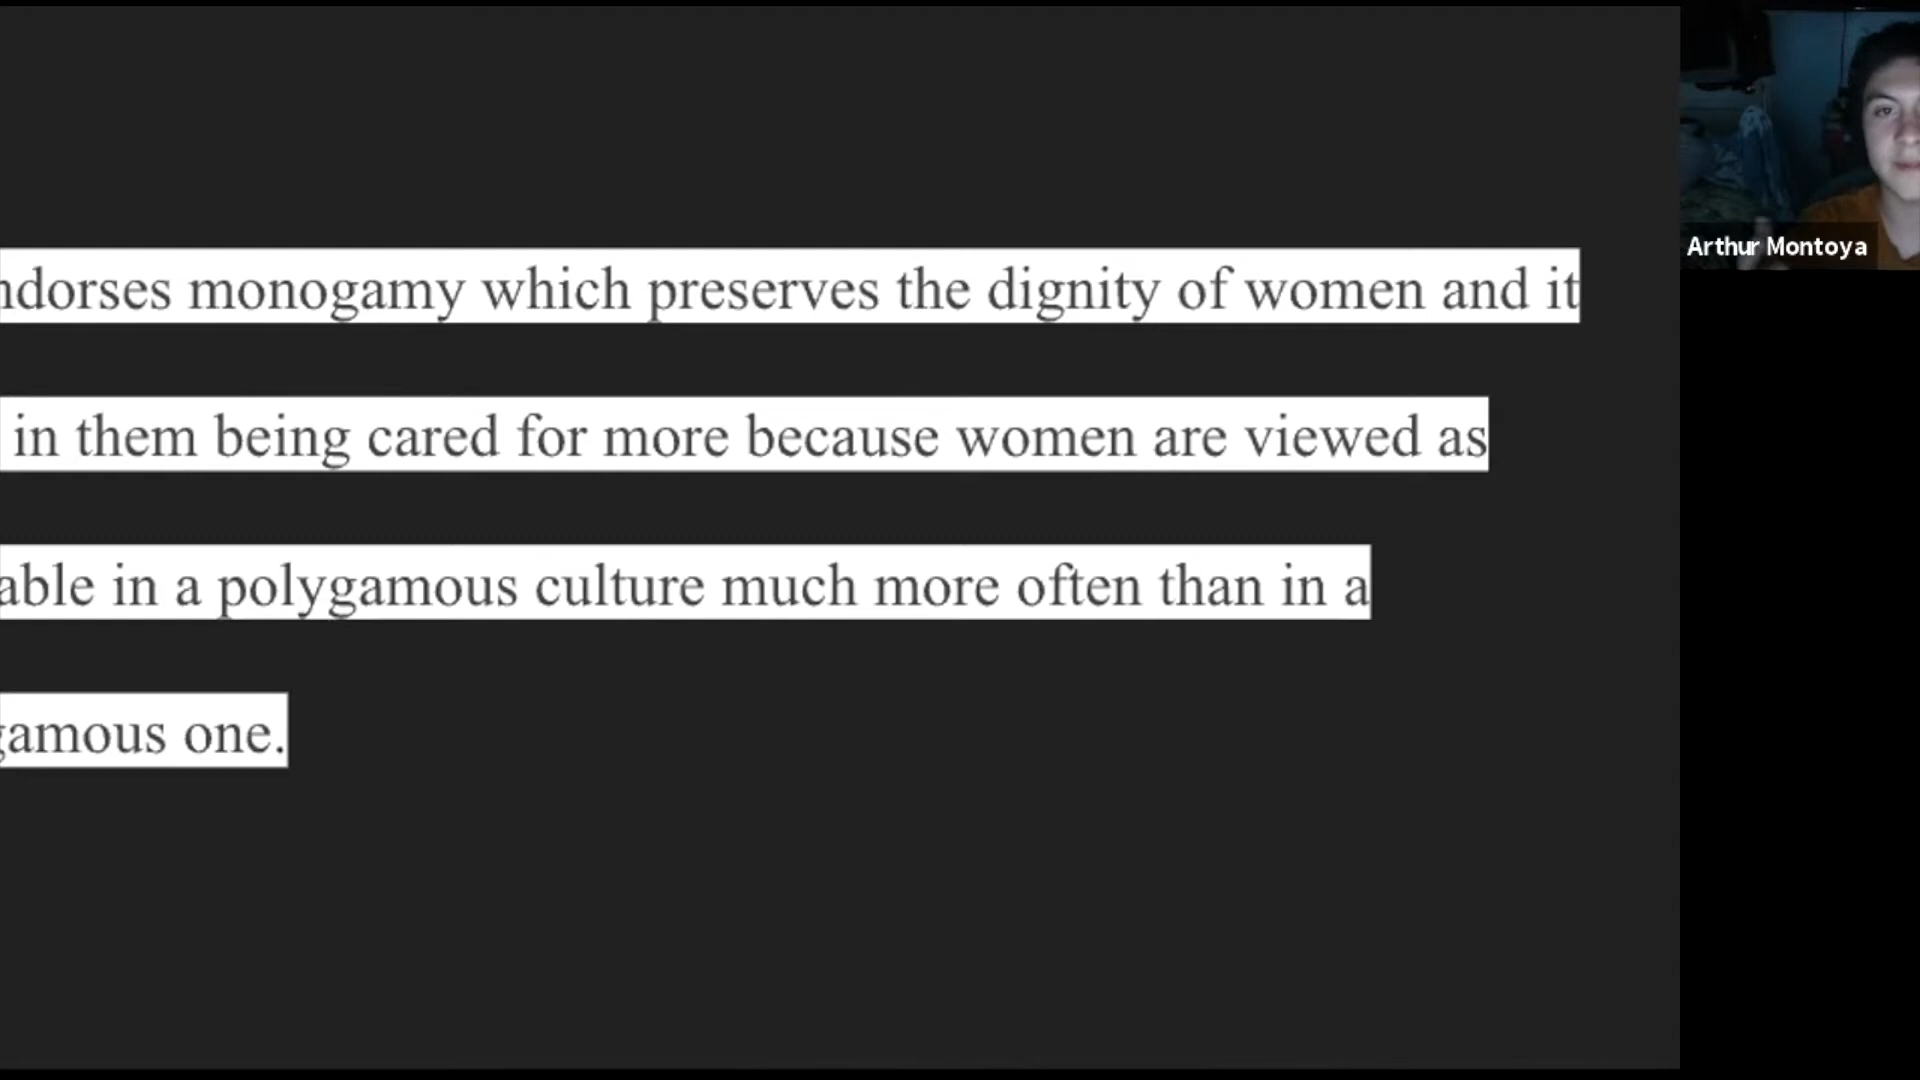 ndorses monogamy which preserves the dignity of women and it
in them being cared for more because women are viewed as
able in a polygamous culture much more often than in a
gamous one.
Arthur Montoya